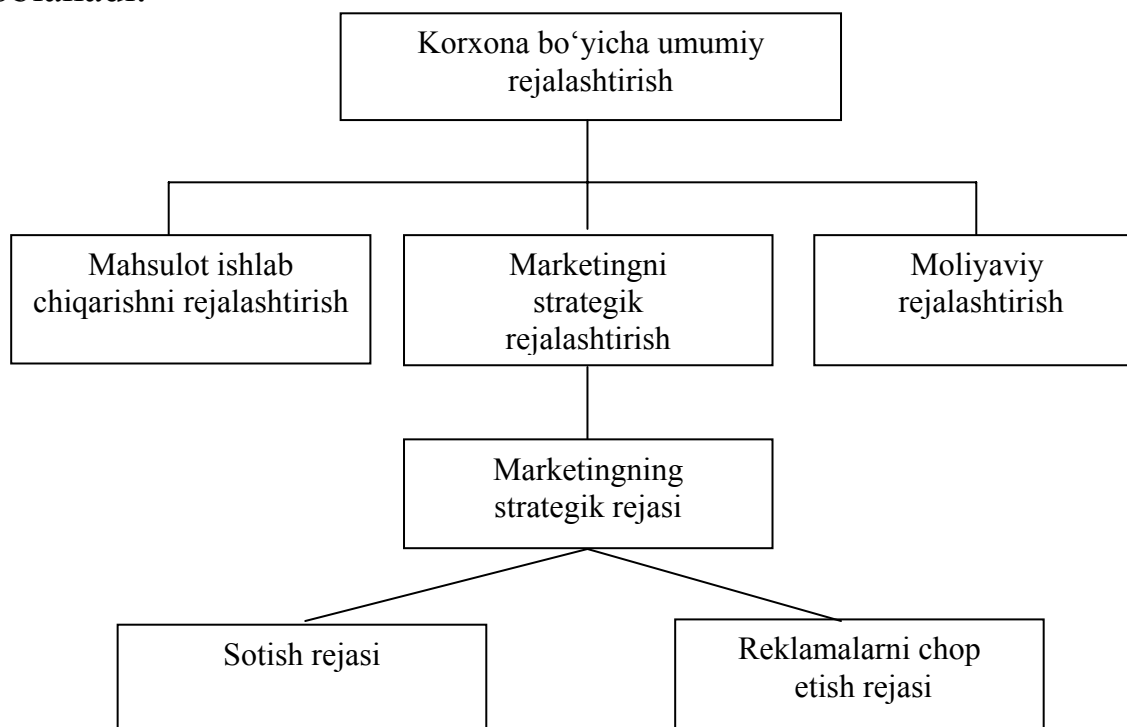 Korxona bo‘yicha umumiy
rejalashtirish
Mahsulot ishlab
chiqarishni rejalashtirish
Marketingni
strategik
rejalashtirish
Moliyaviy
rejalashtirish
Marketingning
strategik rejasi
Sotish rejasi
Reklamalarni chop
etish rejasi